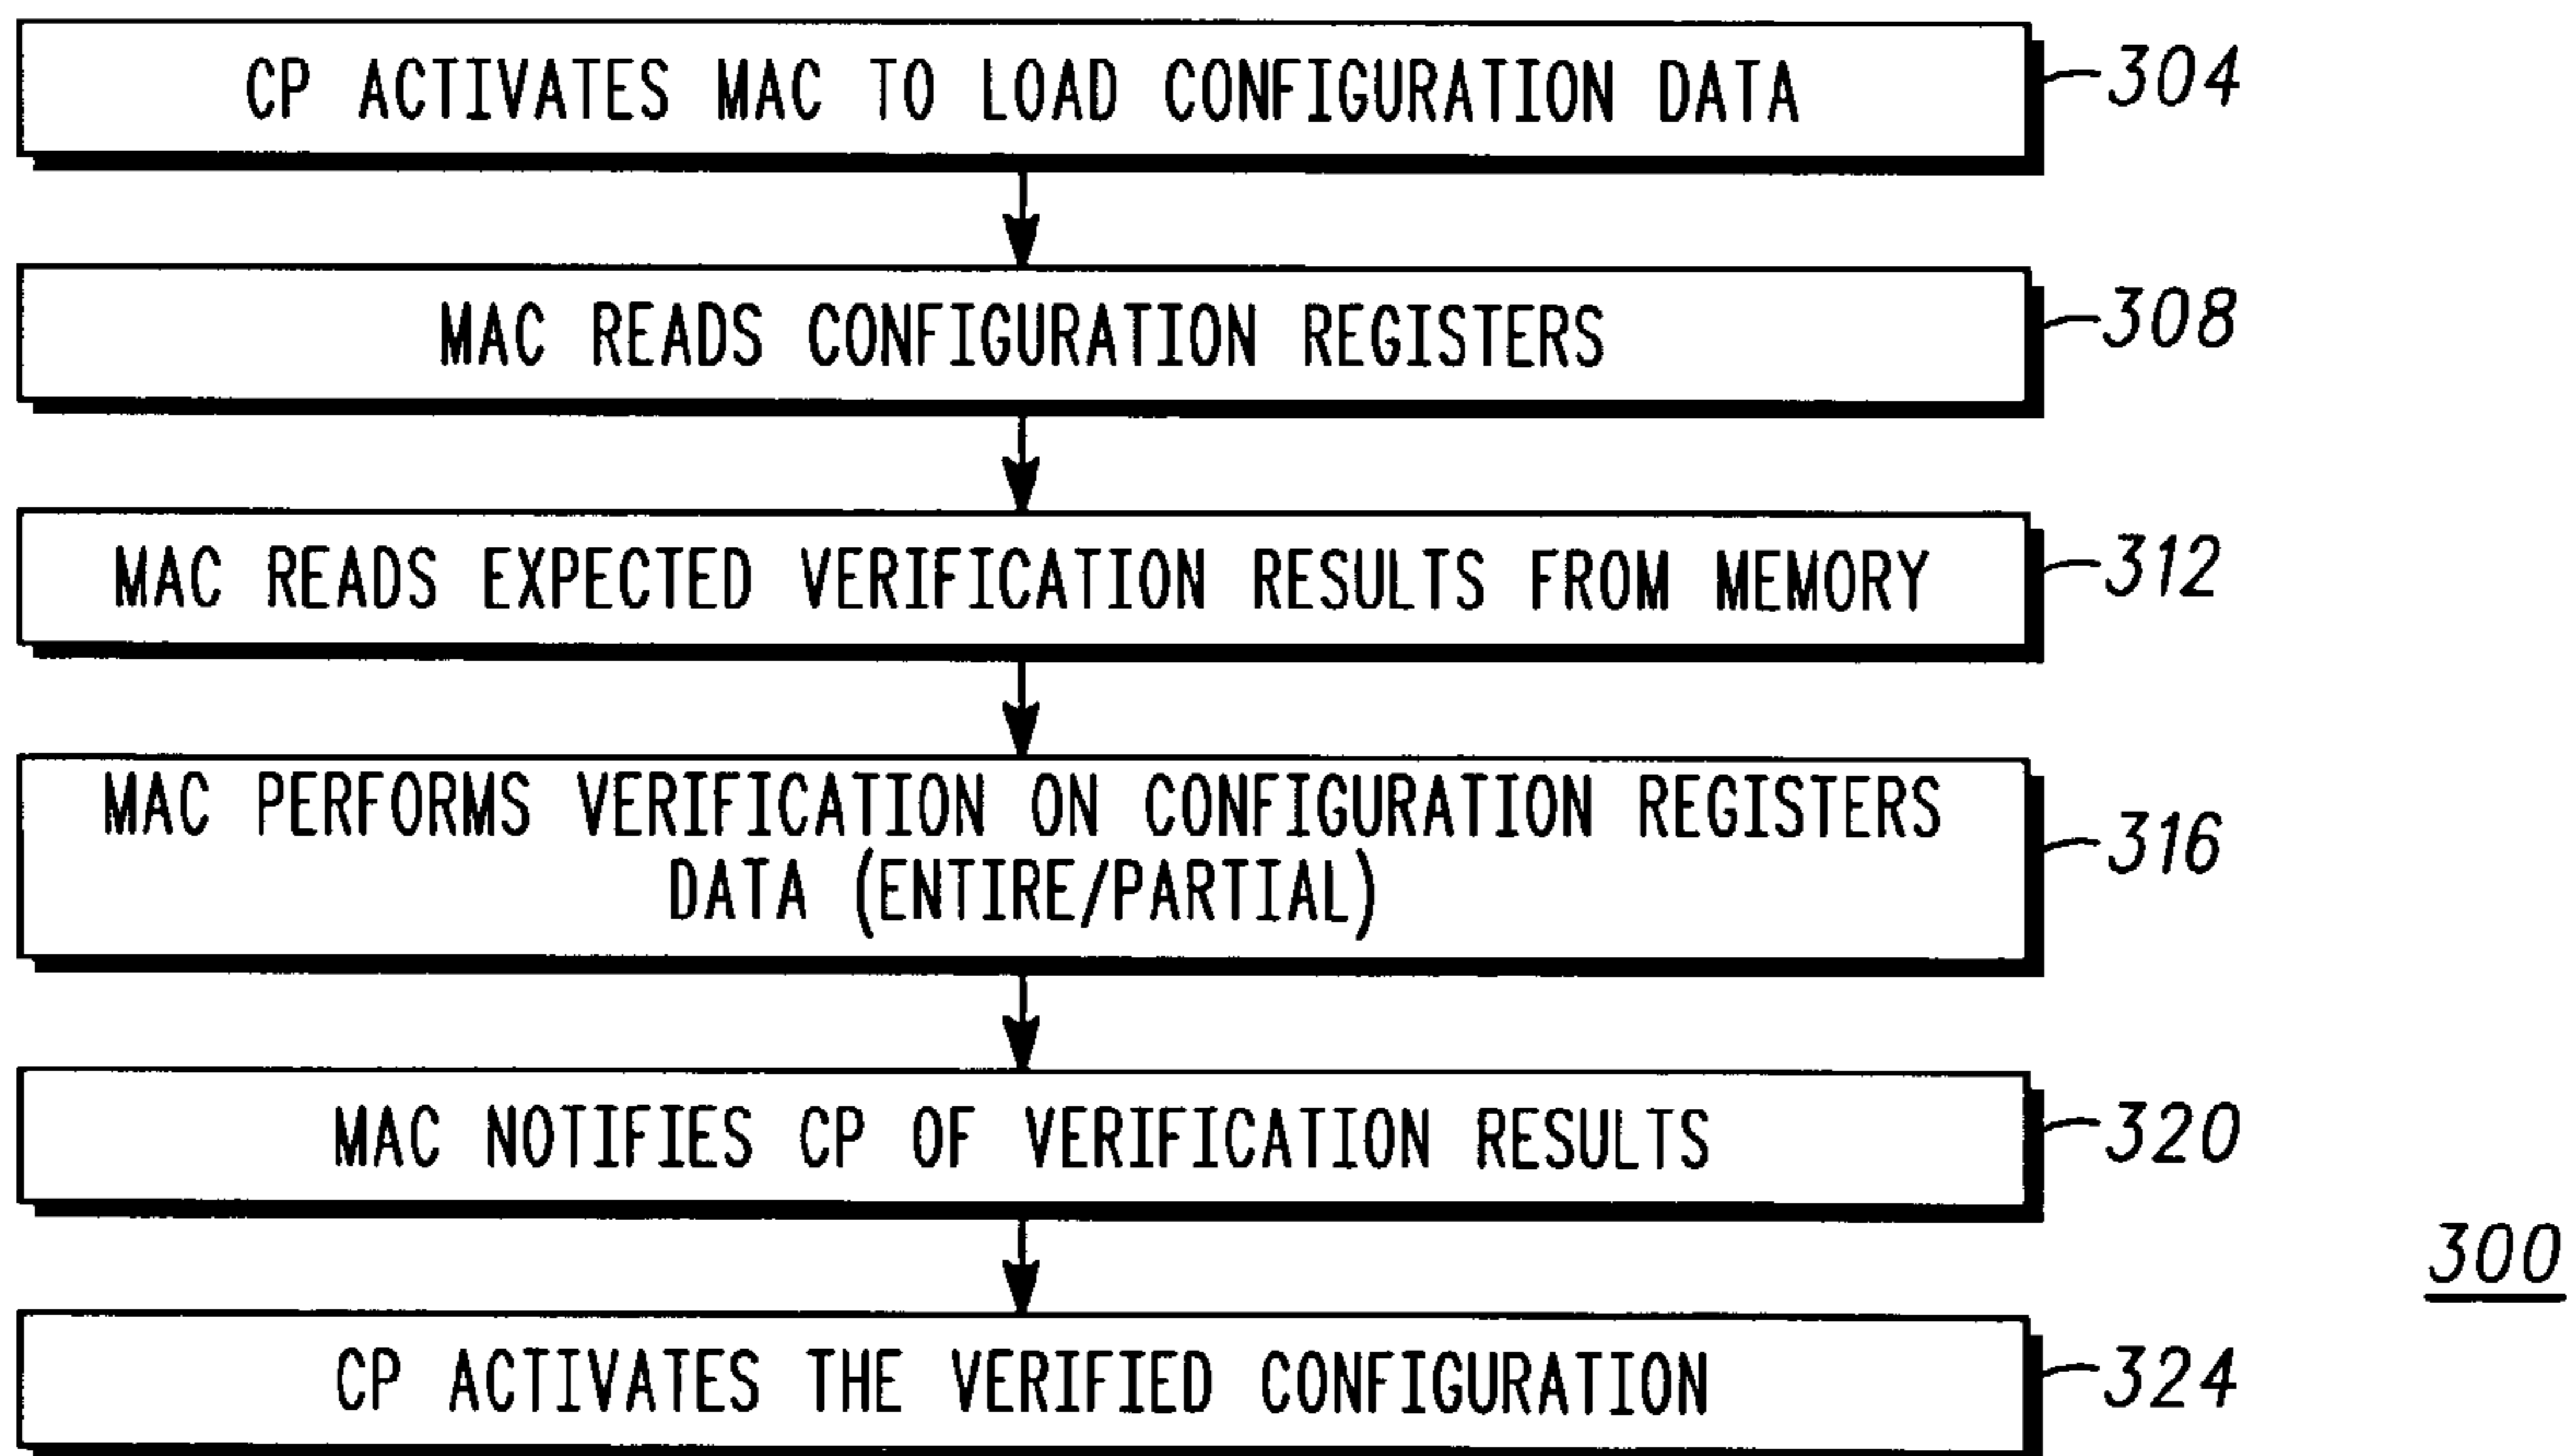 CP ACTIVATES MAC TO LOAD CONFIGURATION DATA
304
MAC READS CONFIGURATION REGISTERS
308
MAC READS EXPECTED VERIFICATION RESULTS FROM MEMORY
312
MAC PERFORMS VERIFICATION ON CONFIGURATION REGISTERS
DATA (ENTIRE/PARTIAL)
316
MAC NOTIFIES CP OF VERIFICATION RESULTS
320
300
CP ACTIVATES THE VERIFIED CONFIGURATION
324